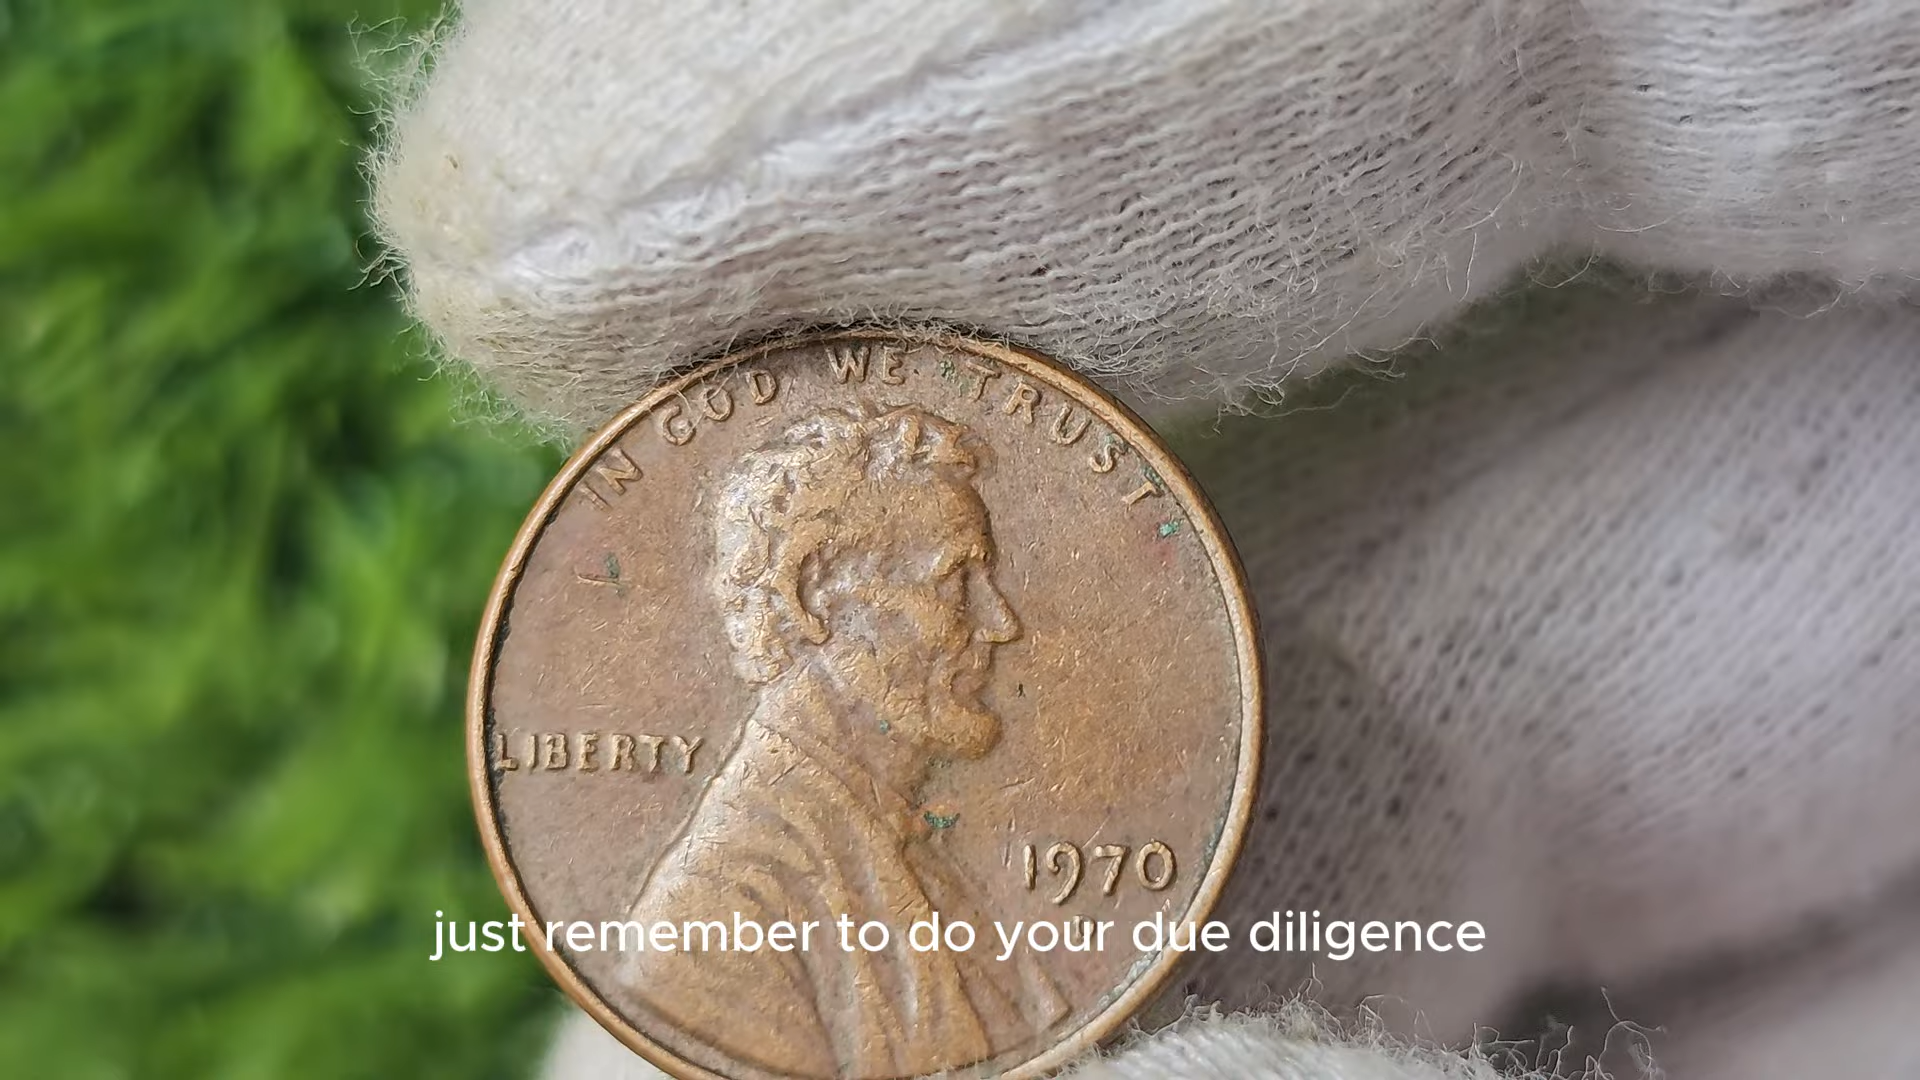 IN GOD WE TRUST
LIBERTY
1970
D
just remember to do your due diligence